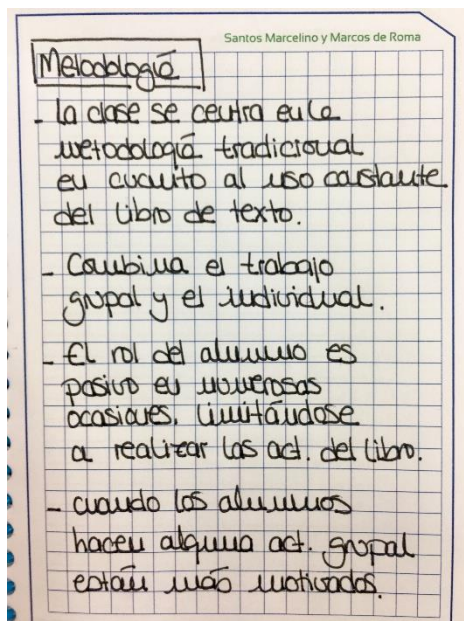 Santos Marcelino y Marcos de Roma
Metodología
- La clase se centra en la
metodología tradicional
en cuanto al uso constante
del libro de texto.
- Combina el trabajo
grupal y el individual.
- El rol del alumno es
pasivo en numerosas
ocasiones, limitándose
a realizar las act. del libro.
- cuando los alumnos
hacen alguna act. grupal
están más motivados.